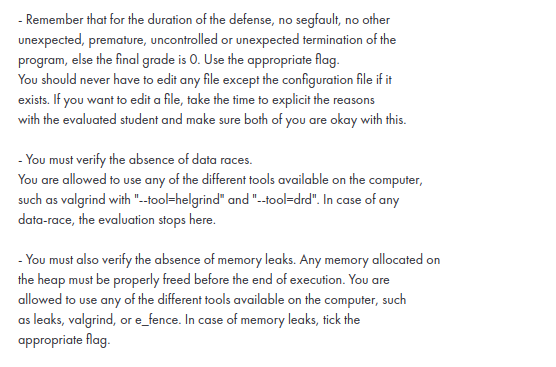 - Remember that for the duration of the defense, no segfault, no other
unexpected, premature, uncontrolled or unexpected termination of the
program, else the final grade is 0. Use the appropriate flag.
You should never have to edit any file except the configuration file if it
exists. If you want to edit a file, take the time to explicit the reasons
with the evaluated student and make sure both of you are okay with this.
- You must verify the absence of data races.
You are allowed to use any of the different tools available on the computer,
such as valgrind with "--tool=helgrind" and "--tool=drd". In case of any
data-race, the evaluation stops here.
- You must also verify the absence of memory leaks. Any memory allocated on
the heap must be properly freed before the end of execution. You are
allowed to use any of the different tools available on the computer, such
as leaks, valgrind, or e_fence. In case of memory leaks, tick the
appropriate flag.